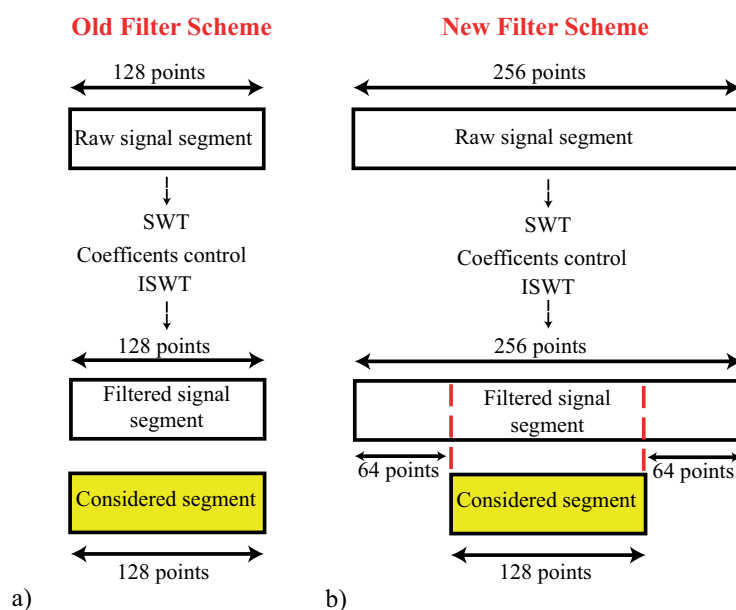 Old Filter Scheme
128 points
Raw signal segment
SWT
Coefficents control
ISWT
128 points
Filtered signal
segment
Considered segment
128 points
a)
New Filter Scheme
256 points
Raw signal segment
SWT
Coefficents control
ISWT
256 points
Filtered signal
segment
64 points
64 points
Considered segment
128 points
b)